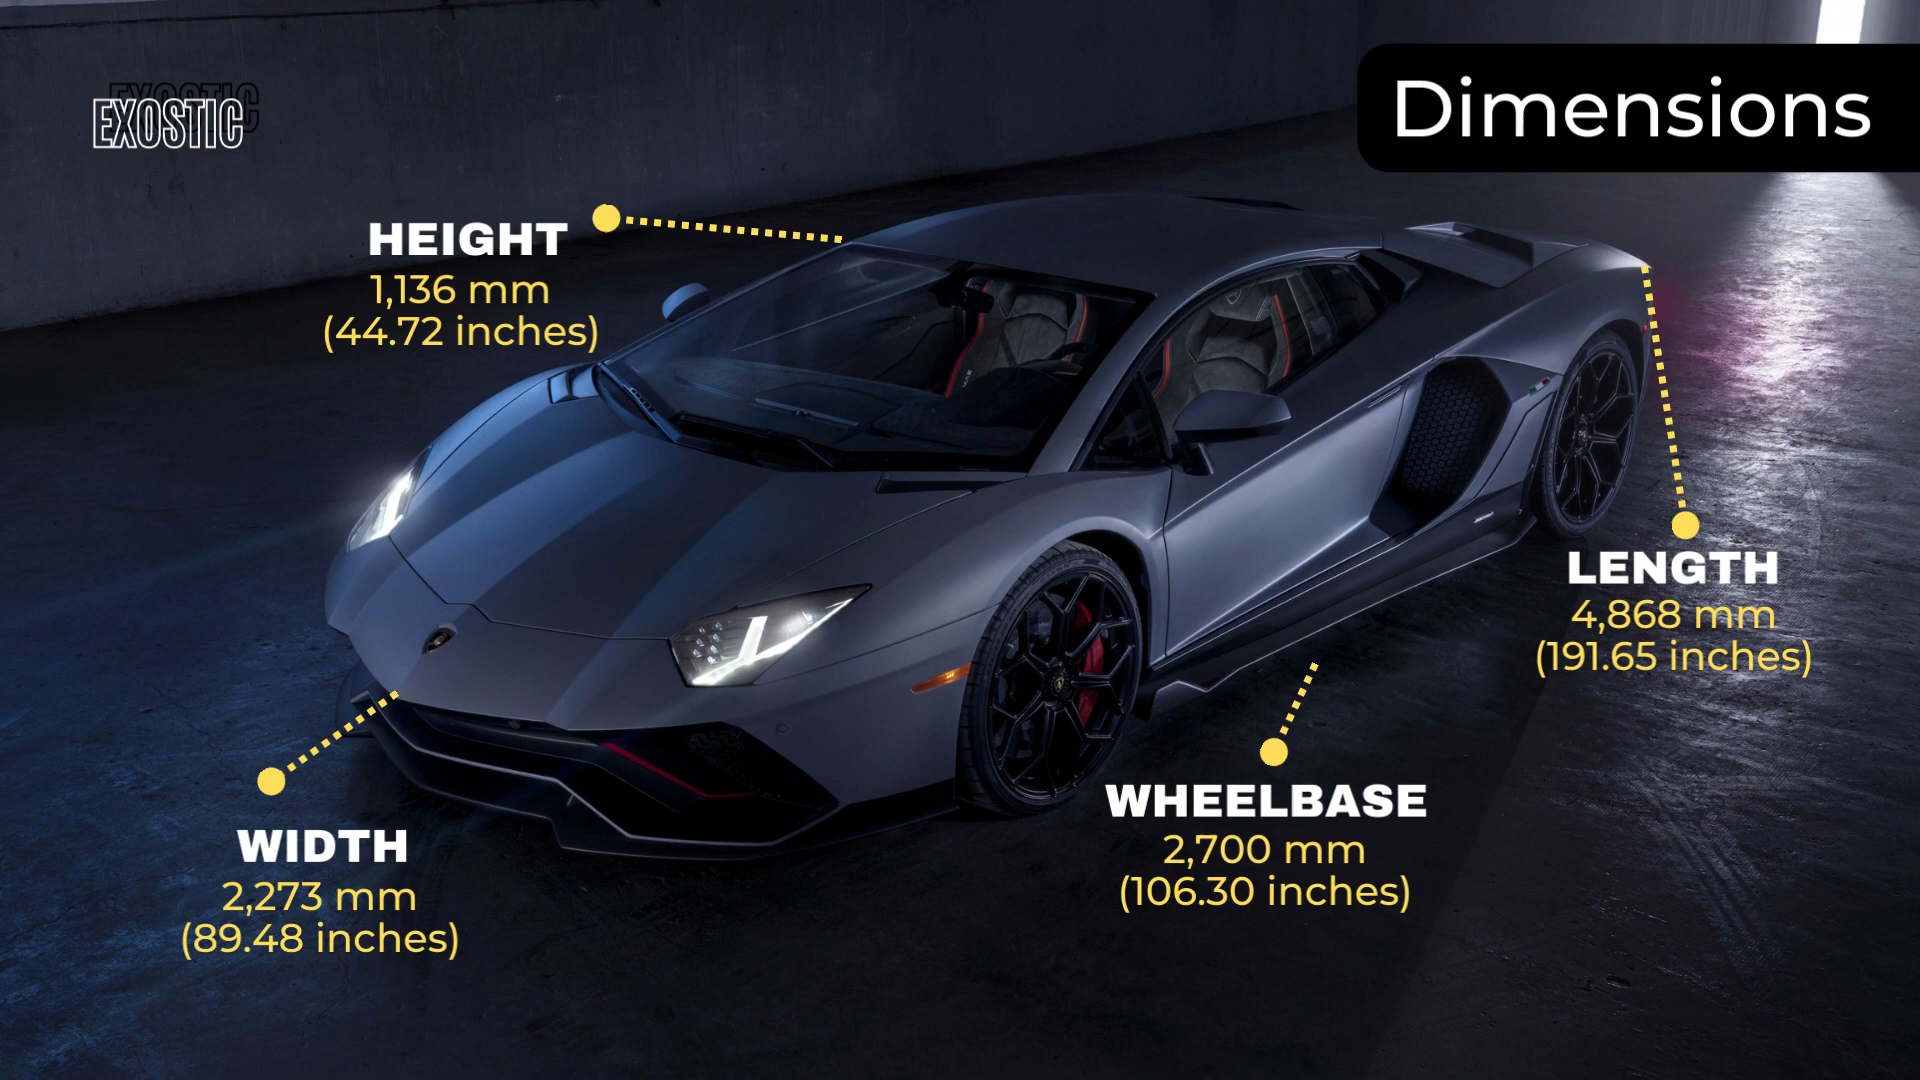 EXOSTIC
EXOSTIC
Dimensions
HEIGHT
1,136 mm
(44.72 inches)
LENGTH
4,868 mm
(191.65 inches)
WHEELBASE
2,700 mm
(106.30 inches)
WIDTH
2,273 mm
(89.48 inches)